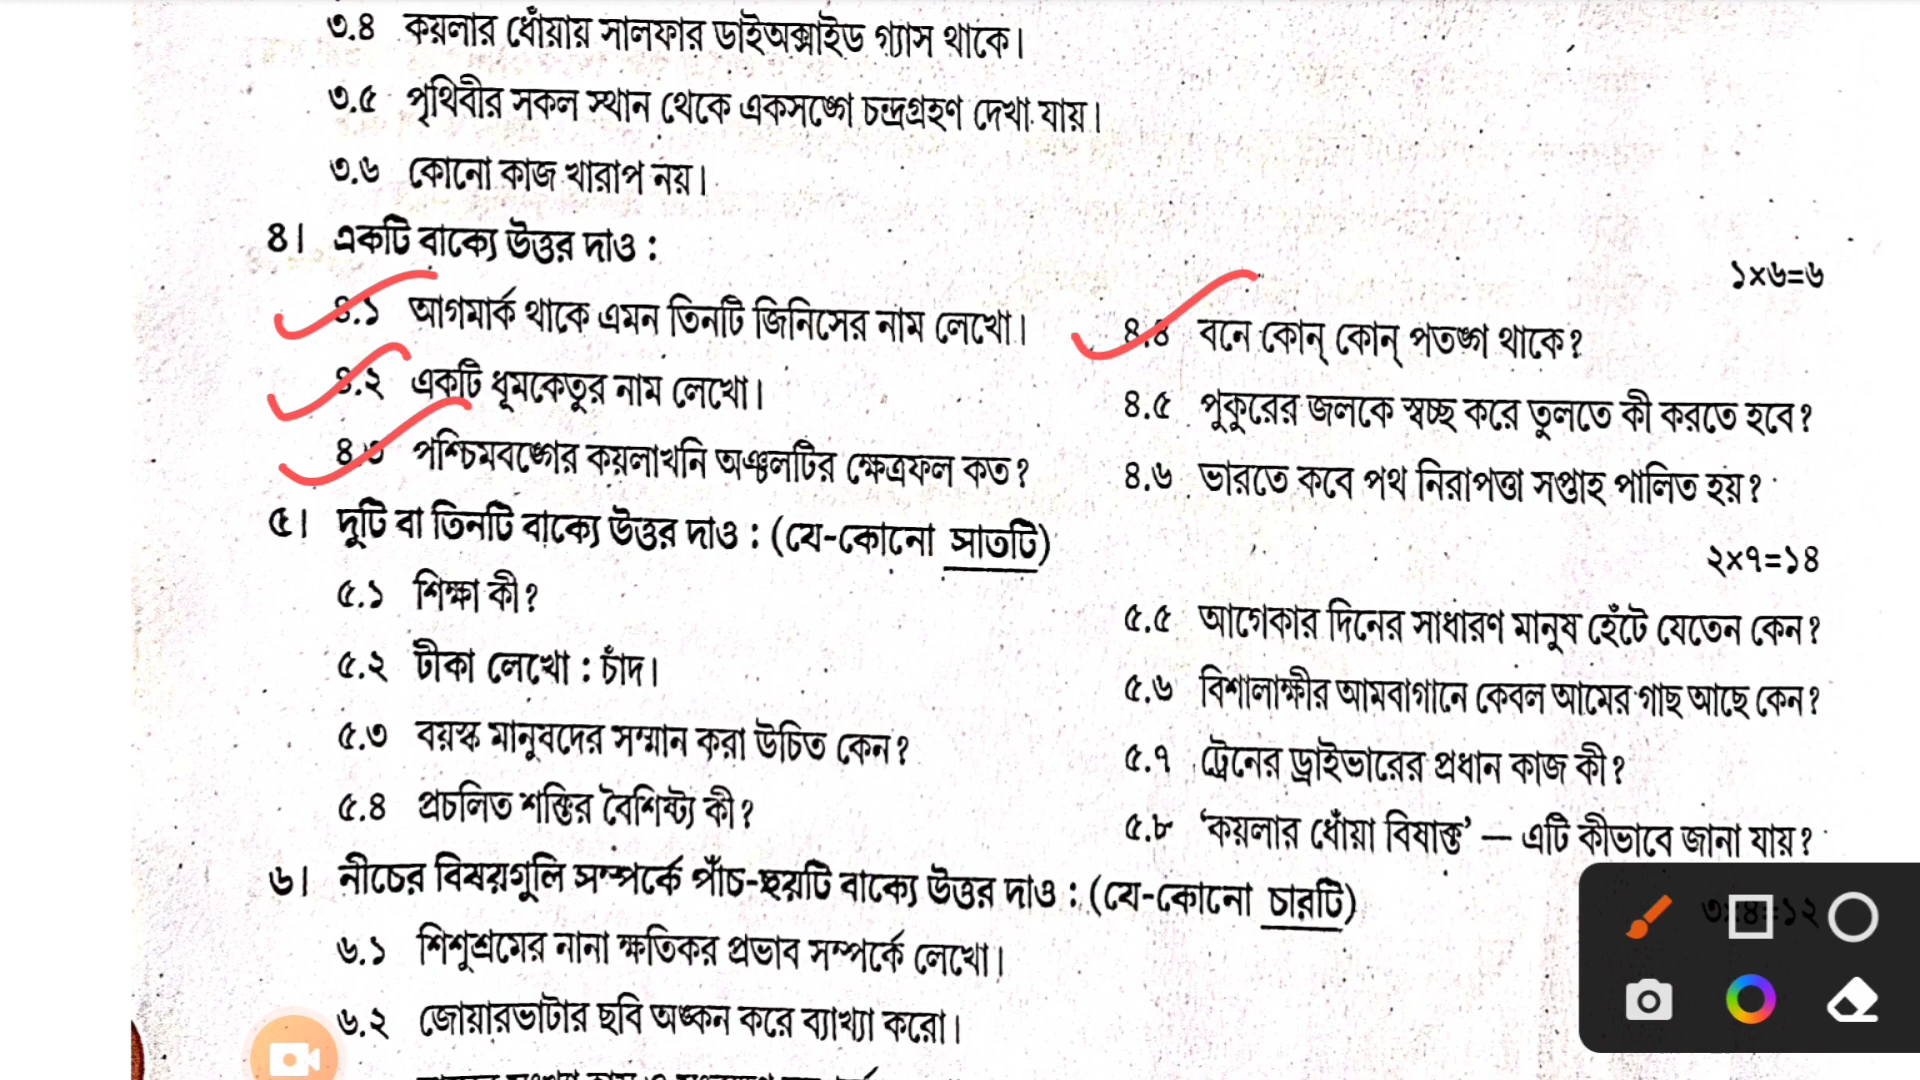 ৩.৪ কয়লার ধোঁয়ায় সালফার ডাইঅক্সাইড গ্যাস থাকে।
৩.৫ পৃথিবীর সকল স্থান থেকে একসঙ্গে চন্দ্রগ্রহণ দেখা যায়।
৩.৬ কোনো কাজ খারাপ নয়।
৪। একটি বাক্যে উত্তর দাও :
১×৬=৬
৪.১ আগমার্ক থাকে এমন তিনটি জিনিসের নাম লেখো।
৪.২ একটি ধূমকেতুর নাম লেখো।
৪.৩ পশ্চিমবঙ্গের কয়লাখনি অঞ্চলটির ক্ষেত্রফল কত?
৪.৪ বনে কোন্ কোন্ পতঙ্গ থাকে?
৪.৫ পুকুরের জলকে স্বচ্ছ করে তুলতে কী করতে হবে?
৪.৬ ভারতে কবে পথ নিরাপত্তা সপ্তাহ পালিত হয়?
৫। দুটি বা তিনটি বাক্যে উত্তর দাও : (যে-কোনো সাতটি)
২×৭=১৪
৫.১ শিক্ষা কী?
৫.২ টীকা লেখো : চাঁদ।
৫.৩ বয়স্ক মানুষদের সম্মান করা উচিত কেন?
৫.৪ প্রচলিত শক্তির বৈশিষ্ট্য কী?
৫.৫ আগেকার দিনের সাধারণ মানুষ হেঁটে যেতেন কেন?
৫.৬ বিশালাক্ষীর আমবাগানে কেবল আমের গাছ আছে কেন?
৫.৭ ট্রেনের ড্রাইভারের প্রধান কাজ কী?
৫.৮ ‘কয়লার ধোঁয়া বিষাক্ত’ — এটি কীভাবে জানা যায়?
৬। নীচের বিষয়গুলি সম্পর্কে পাঁচ-ছয়টি বাক্যে উত্তর দাও : (যে-কোনো চারটি)
৩×৪=১২
৬.১ শিশুশ্রমের নানা ক্ষতিকর প্রভাব সম্পর্কে লেখো।
৬.২ জোয়ারভাটার ছবি অঙ্কন করে ব্যাখ্যা করো।